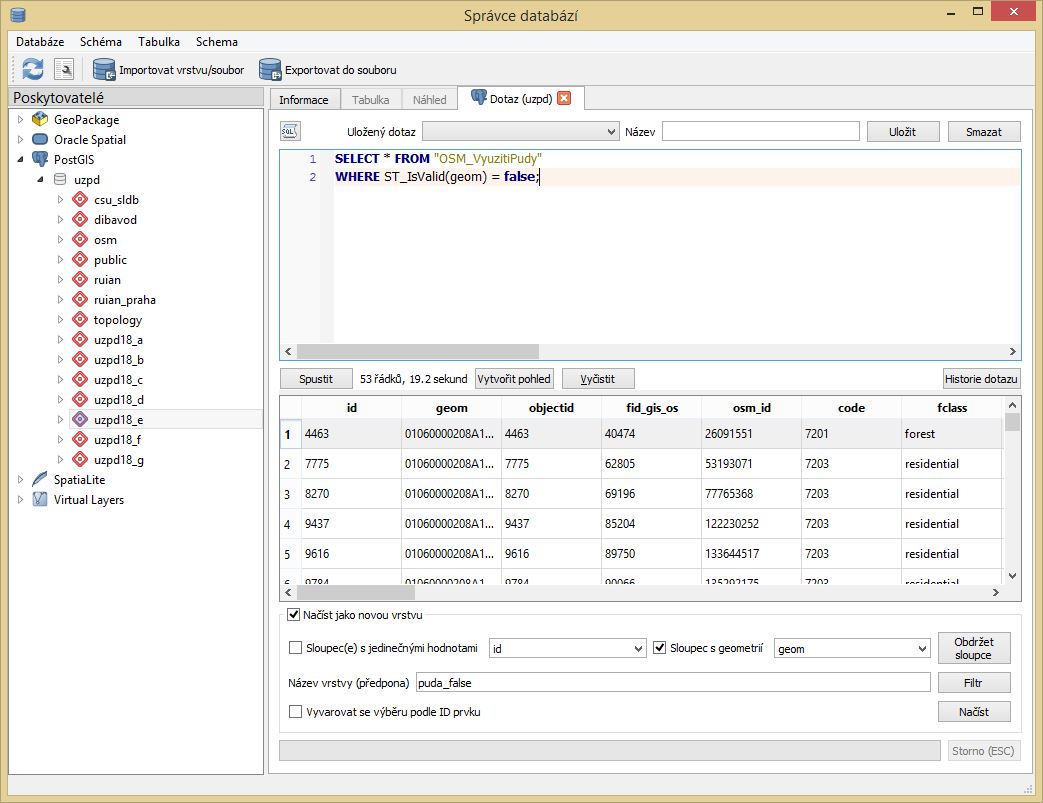 Správce databází
Databáze Schéma Tabulka Schema
Importovat vrstvu/soubor Exportovat do souboru
Poskytovatelé
GeoPackage
Oracle Spatial
PostGIS
uzpd
csu_sldb
dibavod
osm
public
ruian
ruian_praha
topology
uzpd18_a
uzpd18_b
uzpd18_c
uzpd18_d
uzpd18_e
uzpd18_f
uzpd18_g
SpatiaLite
Virtual Layers
Informace Tabulka Náhled Dotaz (uzpd)
SQL Uložený dotaz Název Uložit Smazat
1 SELECT * FROM "OSM_VyuzitiPudy"
2 WHERE ST_IsValid(geom) = false;
Spustit 53 řádků, 19.2 sekund Vytvořit pohled Vyčistit Historie dotazu
id geom objectid fid_gis_os osm_id code fclass
1 4463 01060000208A1... 4463 40474 26091551 7201 forest
2 7775 01060000208A1... 7775 62805 53193071 7203 residential
3 8270 01060000208A1... 8270 69196 77765368 7203 residential
4 9437 01060000208A1... 9437 85204 122230252 7203 residential
5 9616 01060000208A1... 9616 89750 133644517 7203 residential
6 9784 01060000208A1... 9784 90066 135292175 7203 residential
Načíst jako novou vrstvu
Sloupec(e) s jedinečnými hodnotami id Sloupec s geometrií geom Obdržet sloupce
Název vrstvy (předpona) puda_false Filtr
Vyvarovat se výběru podle ID prvku Načíst
Storno (ESC)